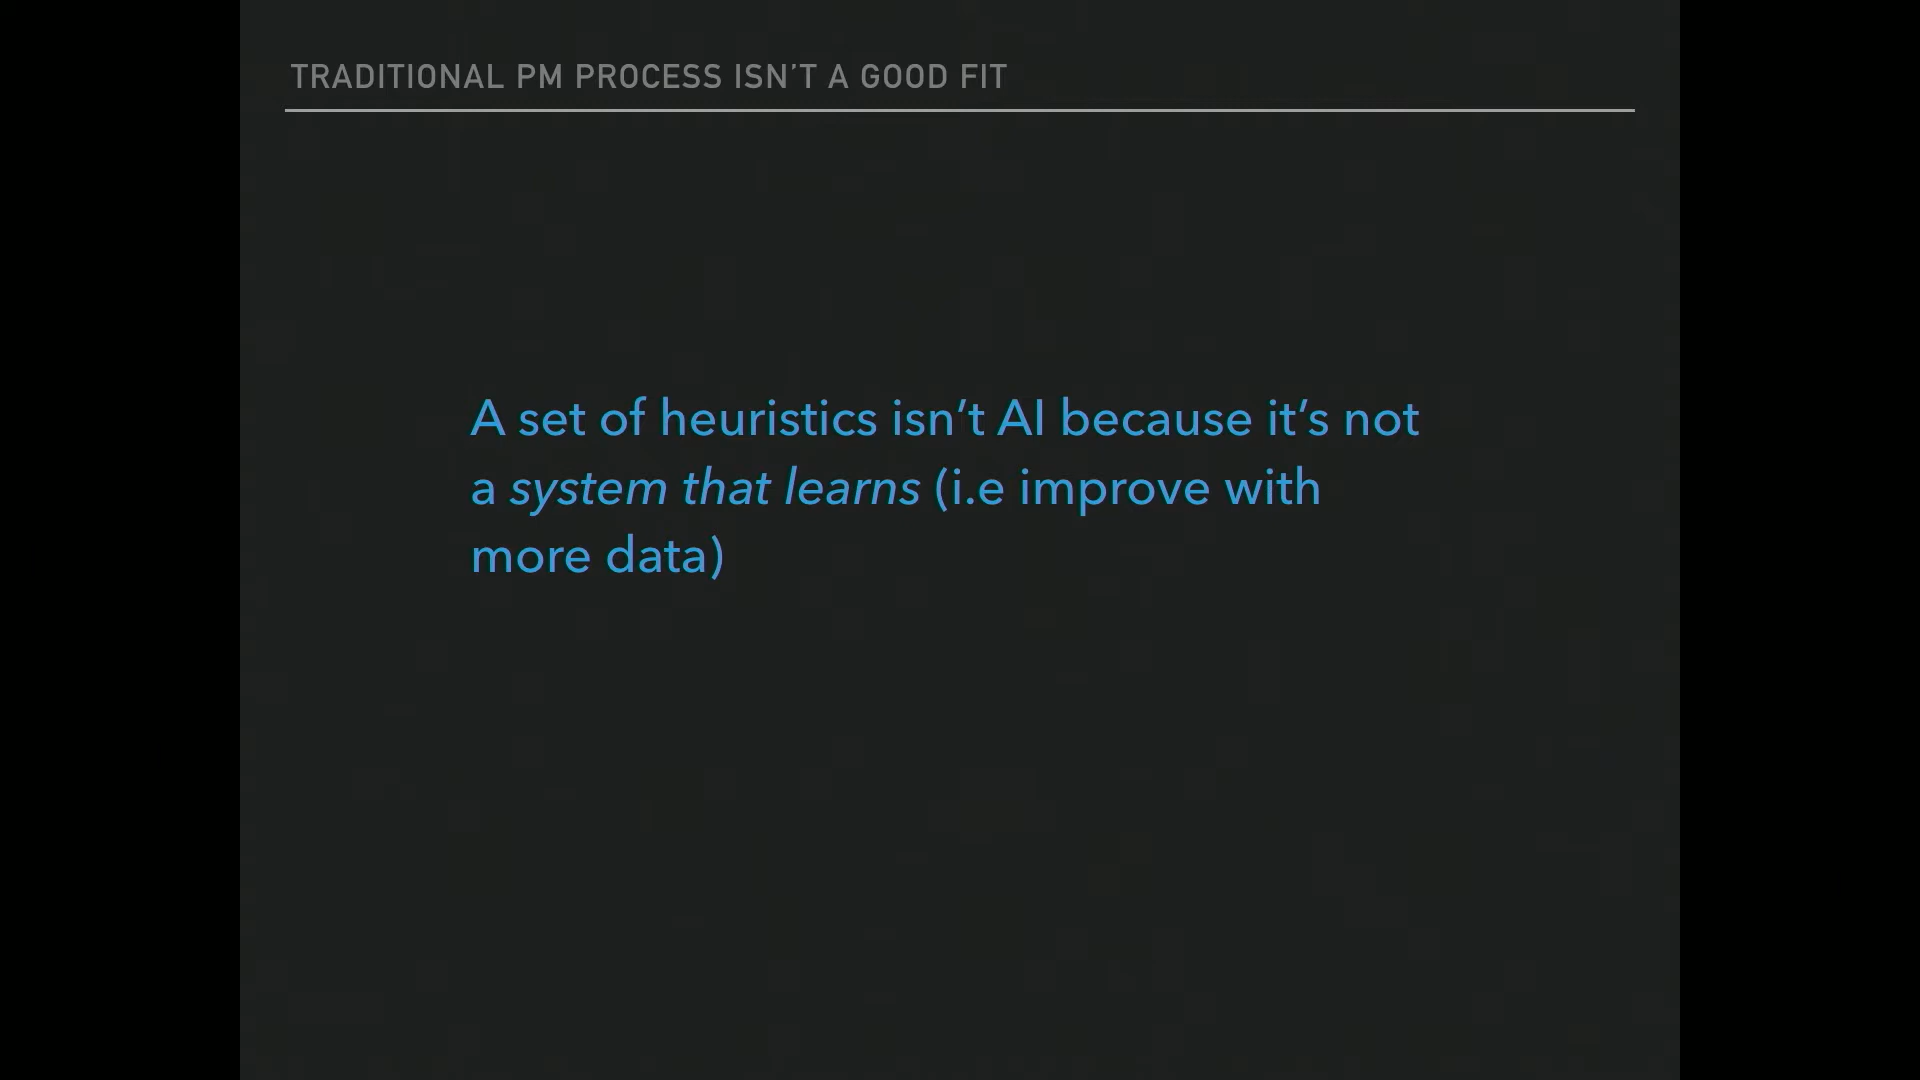 TRADITIONAL PM PROCESS ISN’T A GOOD FIT
A set of heuristics isn’t AI because it’s not
a system that learns (i.e improve with
more data)